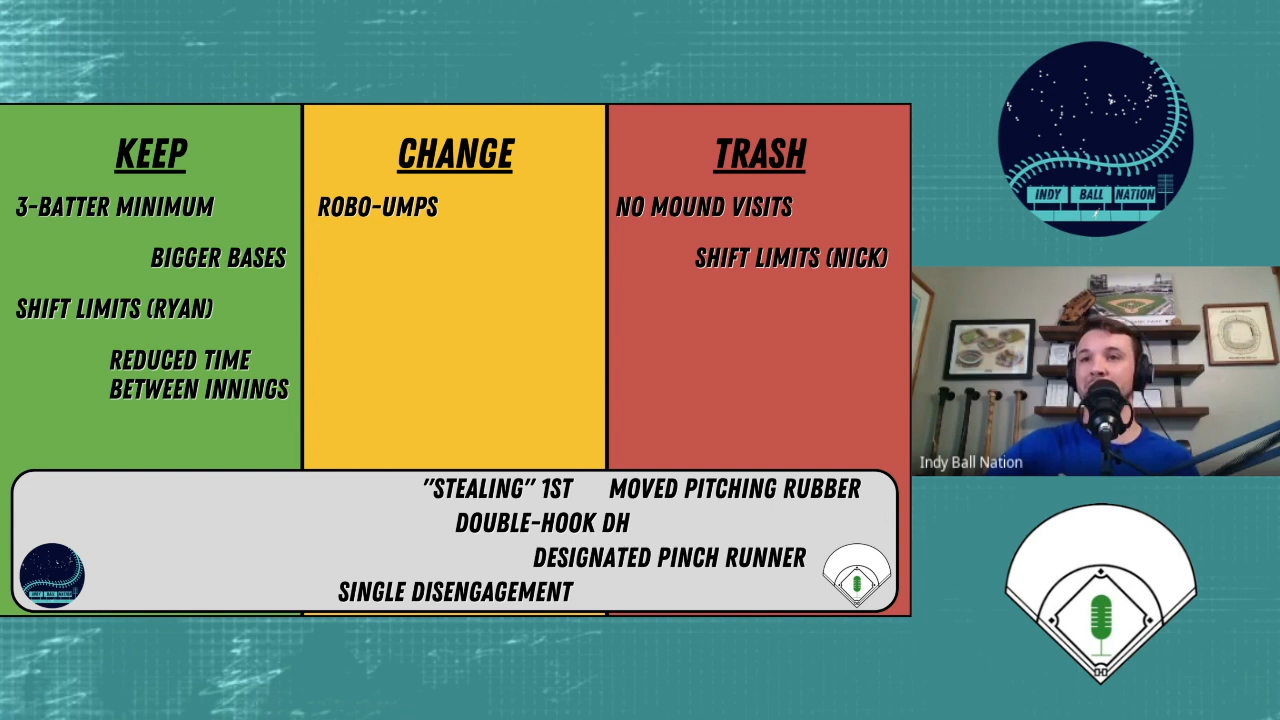 KEEP
CHANGE
TRASH
3-BATTER MINIMUM
ROBO-UMPS
NO MOUND VISITS
BIGGER BASES
SHIFT LIMITS (NICK)
SHIFT LIMITS (RYAN)
REDUCED TIME
BETWEEN INNINGS
"STEALING" 1ST
MOVED PITCHING RUBBER
DOUBLE-HOOK DH
DESIGNATED PINCH RUNNER
SINGLE DISENGAGEMENT
INDY BALL NATION
Indy Ball Nation